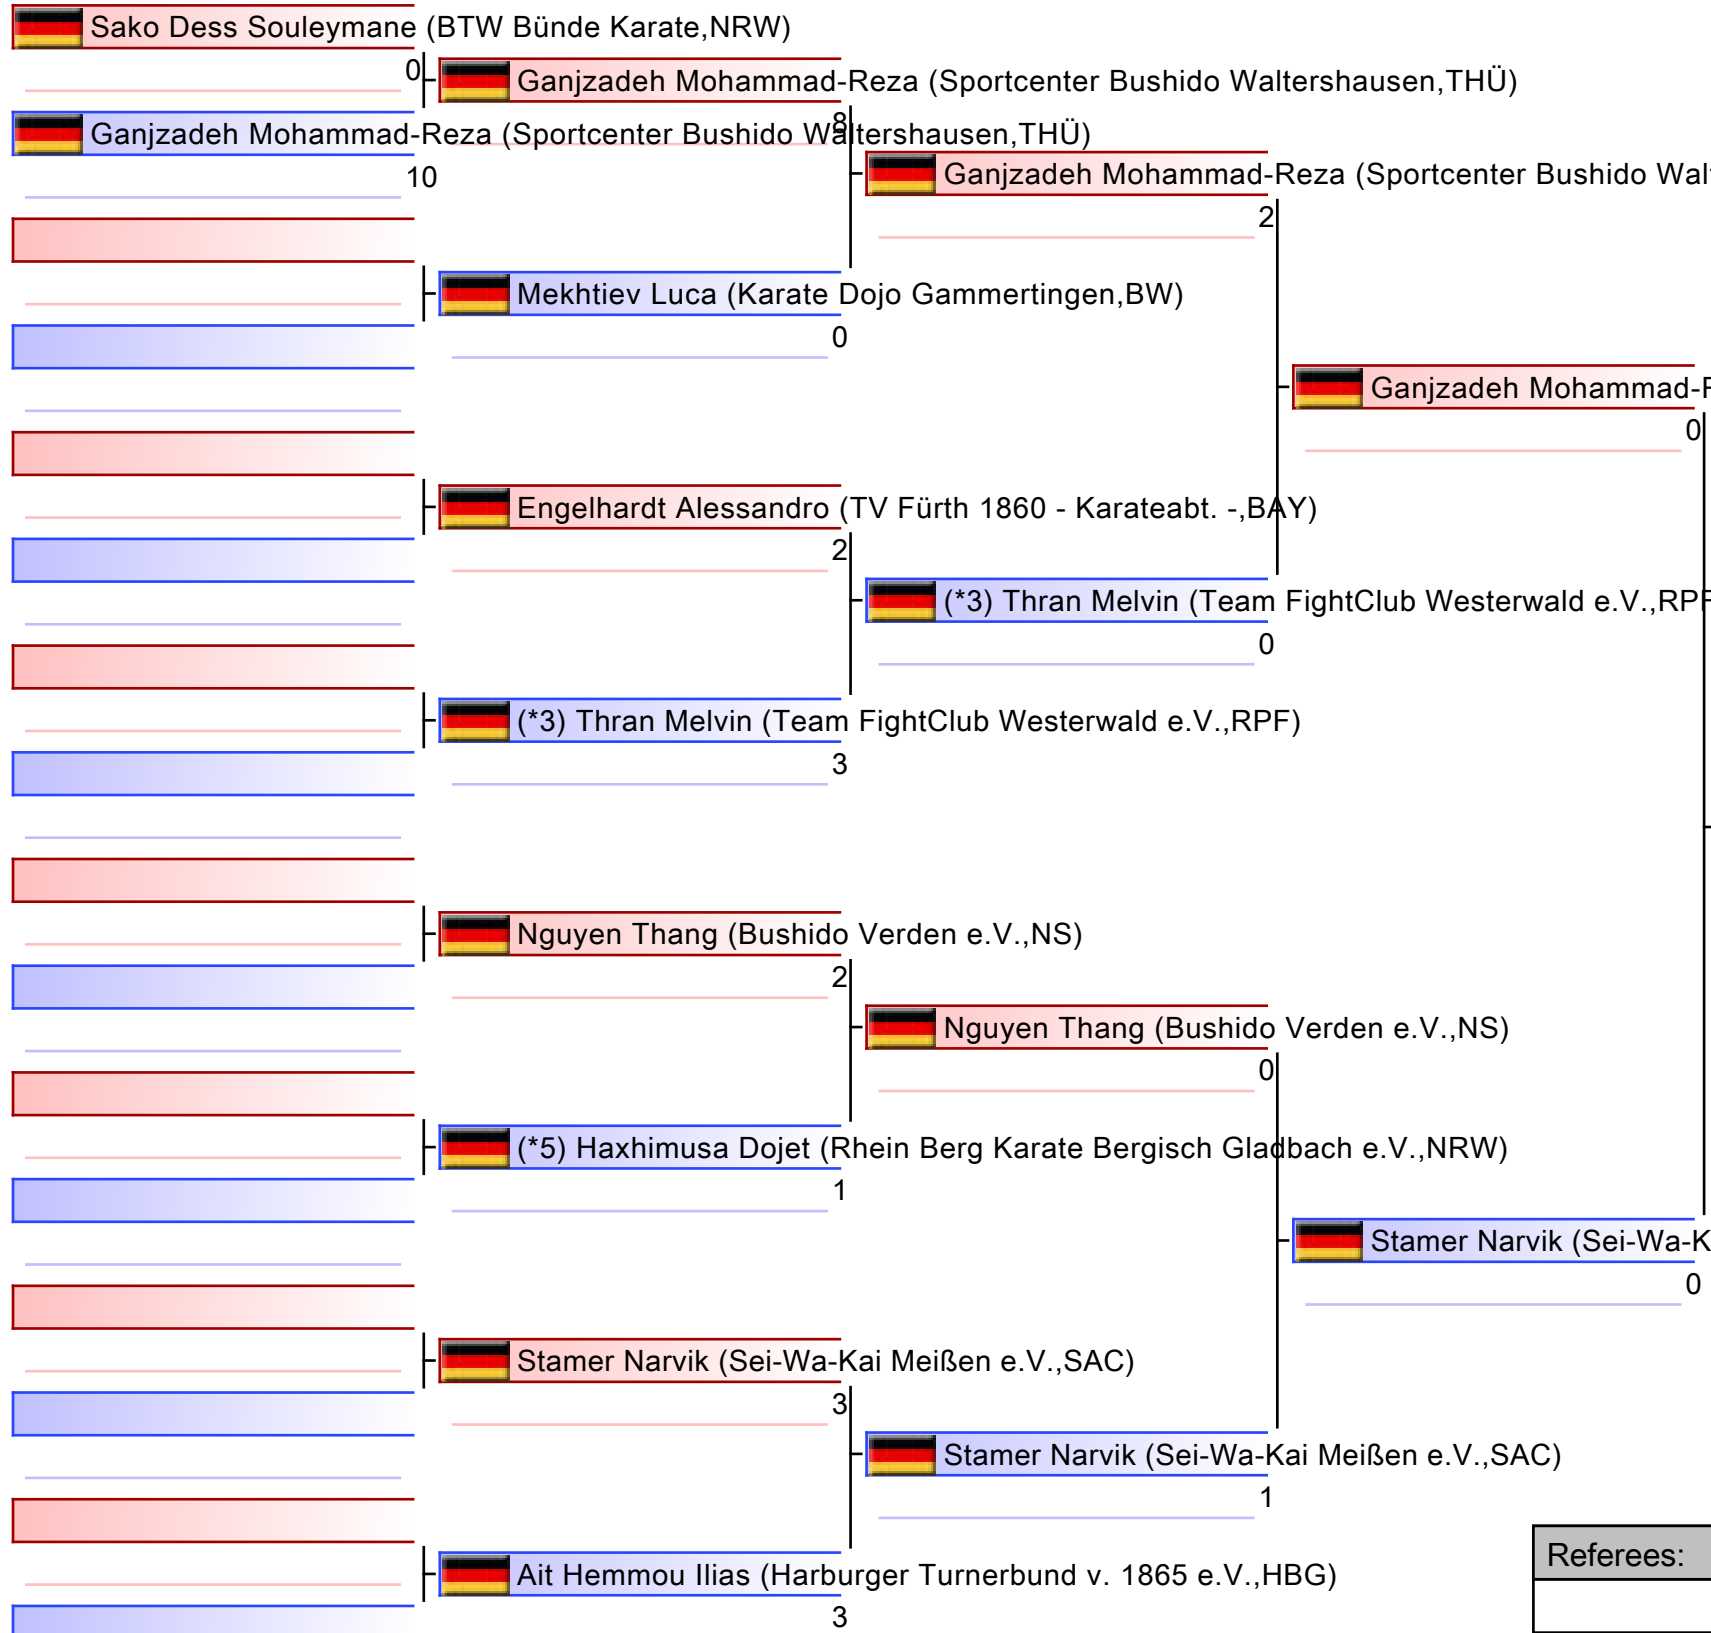 Sako Dess Souleymane (BTW Bünde Karate,NRW)
0
Ganjzadeh Mohammad-Reza (Sportcenter Bushido Waltershausen,THÜ)
8
Ganjzadeh Mohammad-Reza (Sportcenter Bushido Waltershausen,THÜ)
10
Ganjzadeh Mohammad-Reza (Sportcenter Bushido Wal
2
Mekhtiev Luca (Karate Dojo Gammertingen,BW)
0
Ganjzadeh Mohammad-R
0
Engelhardt Alessandro (TV Fürth 1860 - Karateabt. -,BAY)
2
(*3) Thran Melvin (Team FightClub Westerwald e.V.,RPF
0
(*3) Thran Melvin (Team FightClub Westerwald e.V.,RPF)
3
Nguyen Thang (Bushido Verden e.V.,NS)
2
Nguyen Thang (Bushido Verden e.V.,NS)
0
(*5) Haxhimusa Dojet (Rhein Berg Karate Bergisch Gladbach e.V.,NRW)
1
Stamer Narvik (Sei-Wa-K
0
Stamer Narvik (Sei-Wa-Kai Meißen e.V.,SAC)
3
Stamer Narvik (Sei-Wa-Kai Meißen e.V.,SAC)
1
Referees:
Ait Hemmou Ilias (Harburger Turnerbund v. 1865 e.V.,HBG)
3